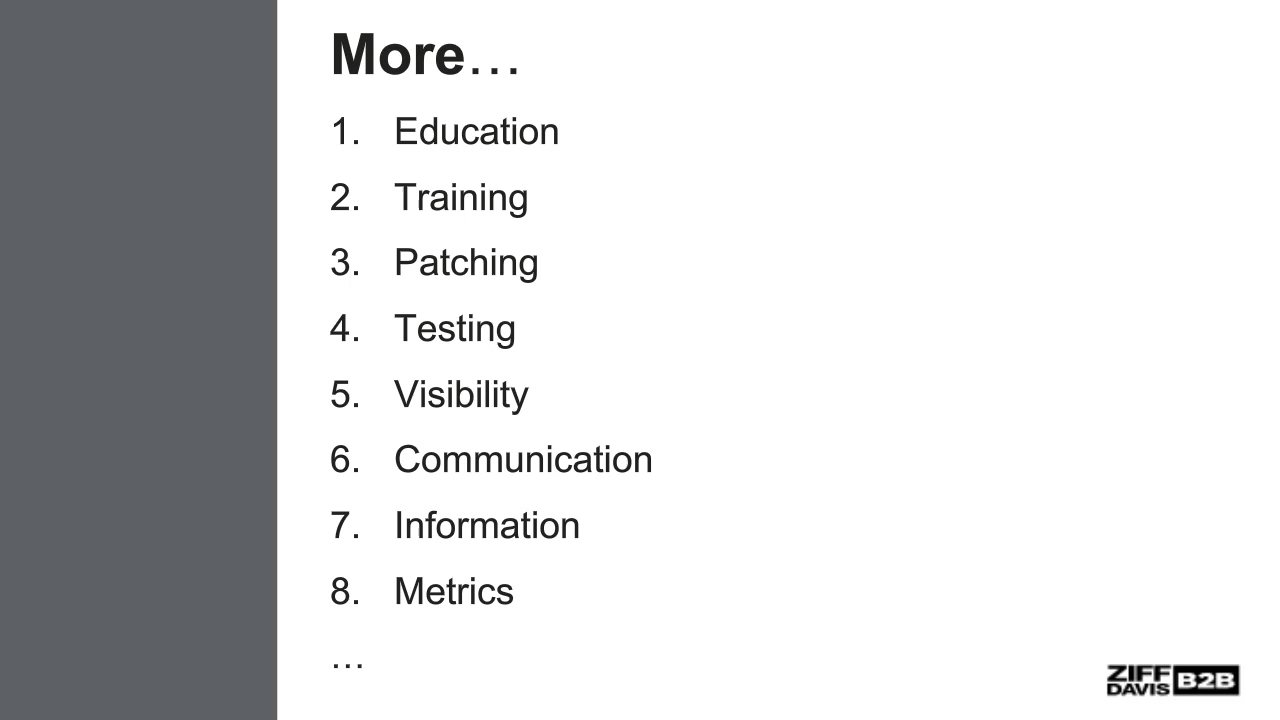 More…
1. Education
2. Training
3. Patching
4. Testing
5. Visibility
6. Communication
7. Information
8. Metrics
…
ZIFF
DAVIS B2B